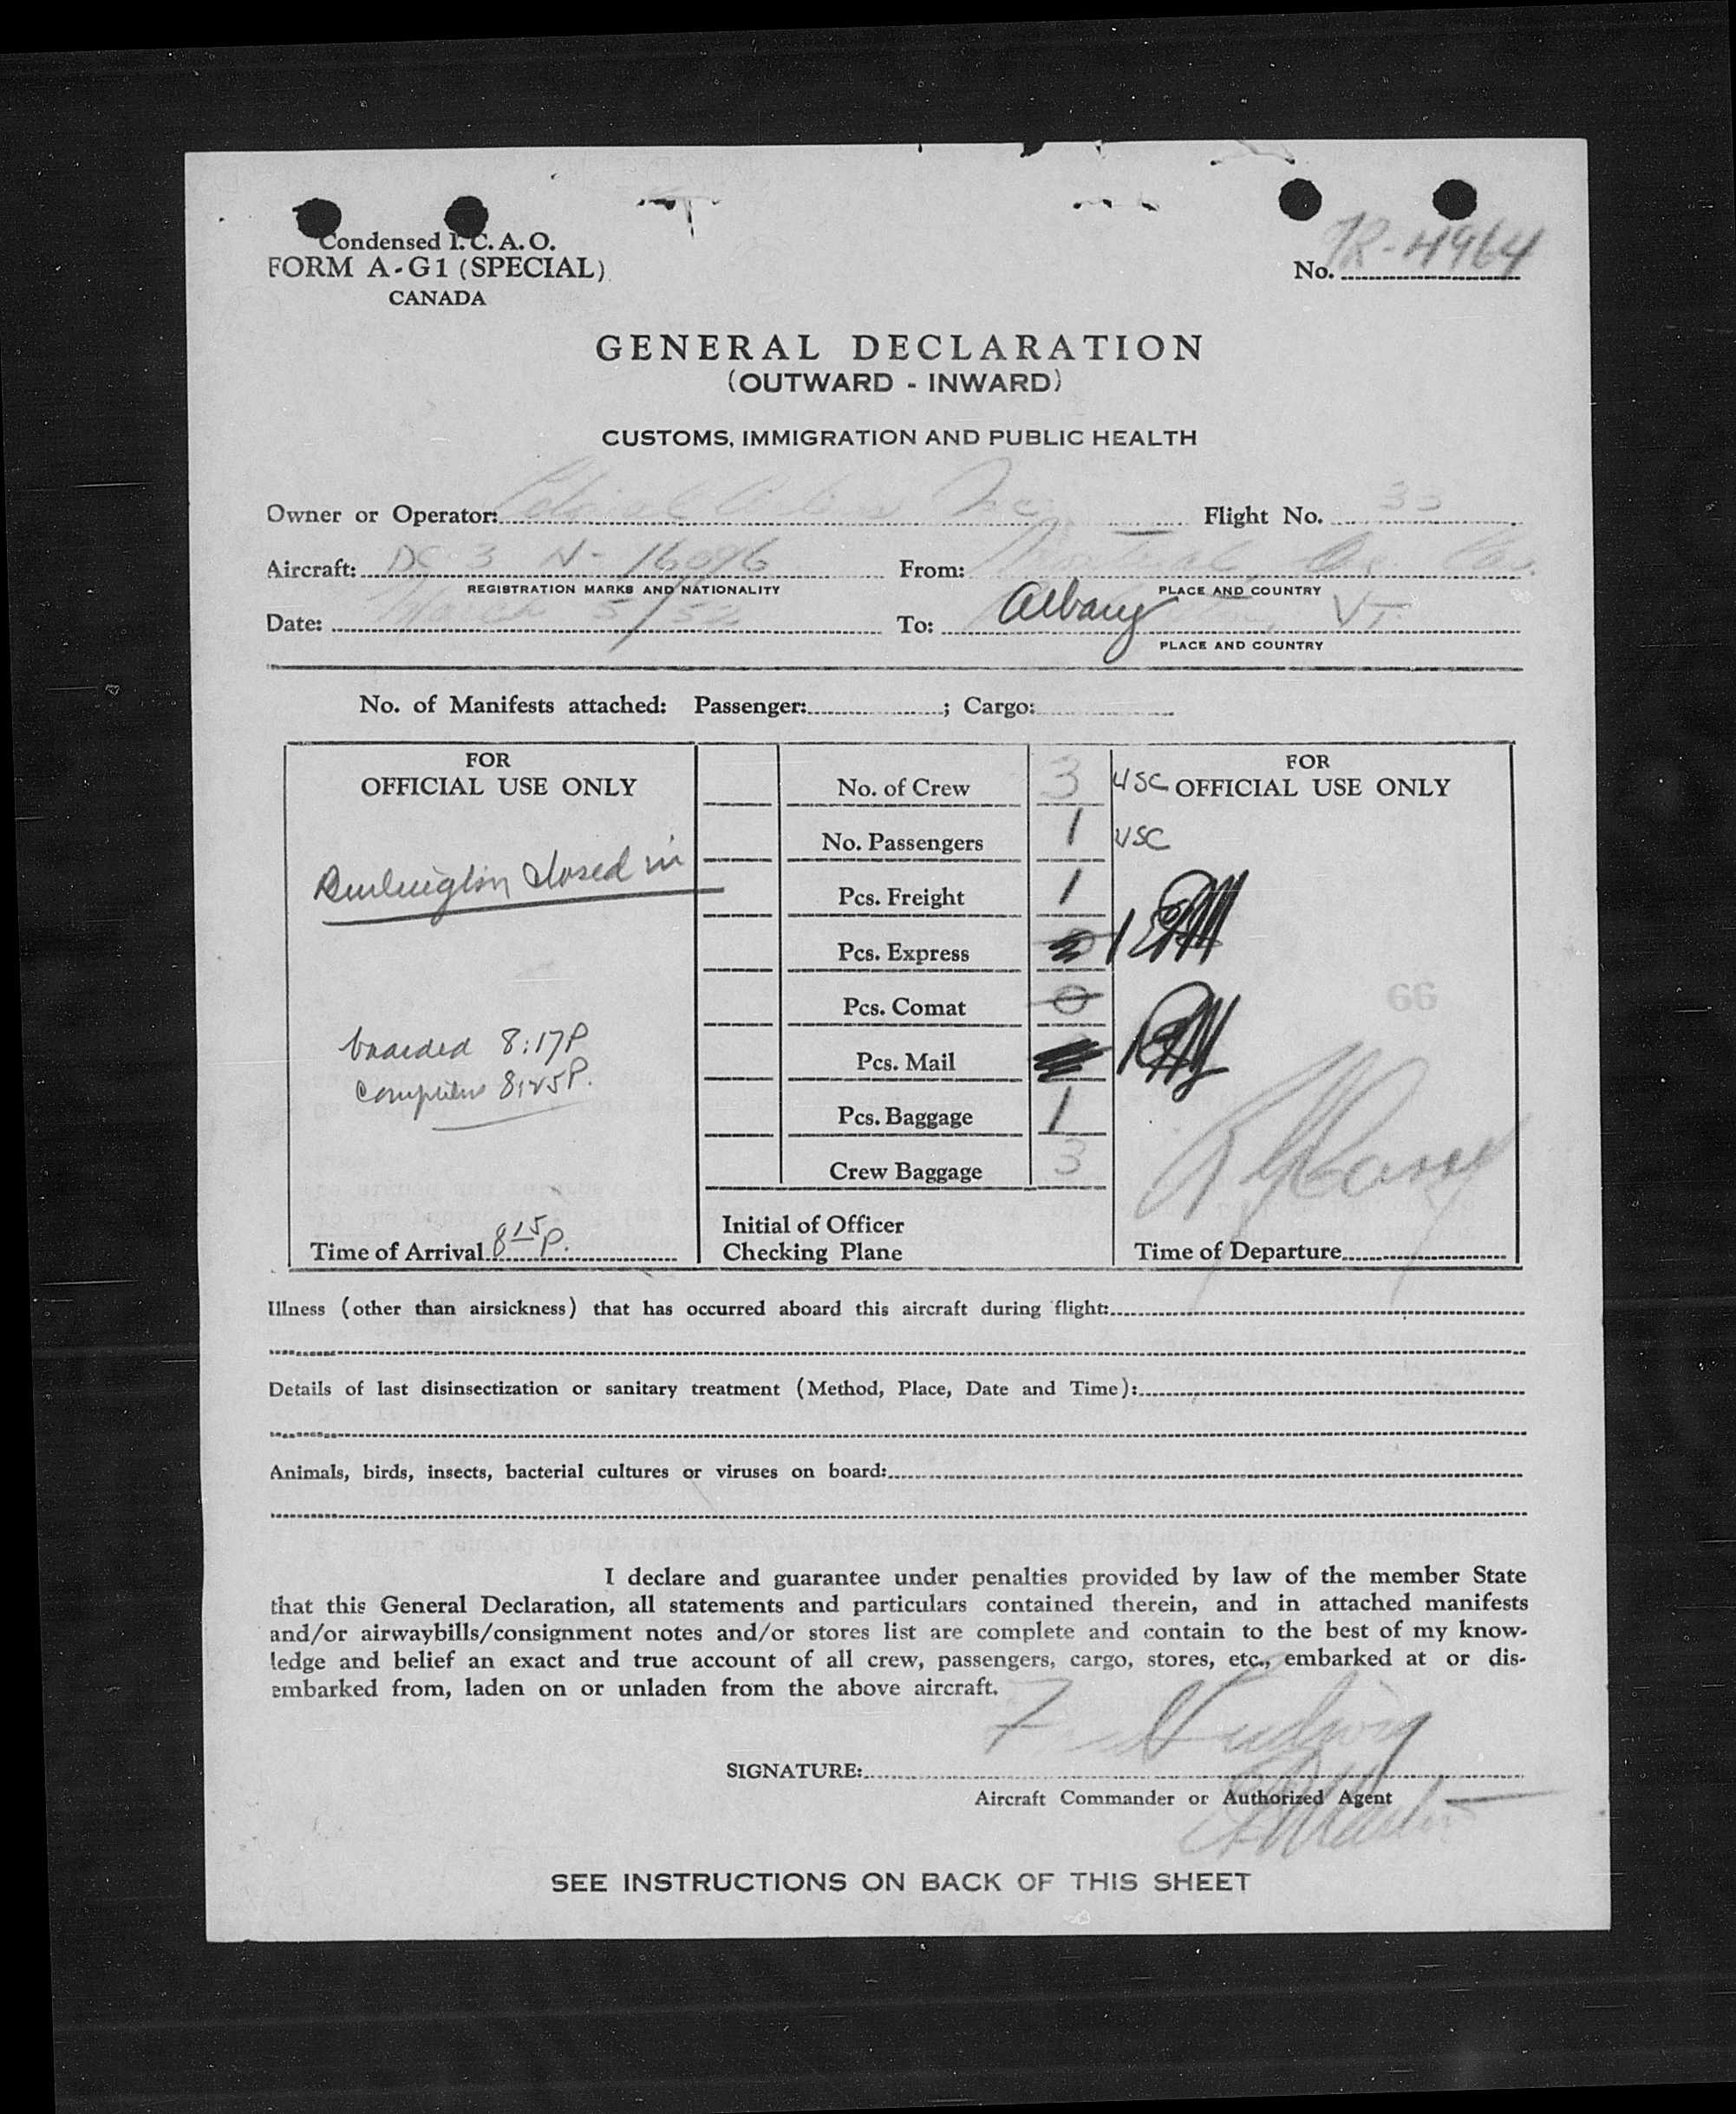 Condensed I. C. A. O.
FORM A-G1 (SPECIAL)
CANADA
No. R-4964
GENERAL DECLARATION
(OUTWARD - INWARD)
CUSTOMS, IMMIGRATION AND PUBLIC HEALTH
Owner or Operator: Colonial Airlines Inc Flight No.
Aircraft: DC-3 N-16096 From: Montreal,
REGISTRATION MARKS AND NATIONALITY PLACE AND COUNTRY
Date: March 5/52 To: Albany VT.
PLACE AND COUNTRY
No. of Manifests attached: Passenger: ; Cargo:
FOR
OFFICIAL USE ONLY
Burlington closed in
boarded 8:17P
8:25P.
Time of Arrival 8 15 P.
No. of Crew 3 USC
No. Passengers 1 USC
Pcs. Freight 1
Pcs. Express 1
Pcs. Comat 0
Pcs. Mail
Pcs. Baggage 1
Crew Baggage 3
Initial of Officer
Checking Plane
FOR
OFFICIAL USE ONLY
66
Time of Departure
Illness (other than airsickness) that has occurred aboard this aircraft during flight:
Details of last disinsectization or sanitary treatment (Method, Place, Date and Time):
Animals, birds, insects, bacterial cultures or viruses on board:
I declare and guarantee under penalties provided by law of the member State
that this General Declaration, all statements and particulars contained therein, and in attached manifests
and/or airwaybills/consignment notes and/or stores list are complete and contain to the best of my know-
ledge and belief an exact and true account of all crew, passengers, cargo, stores, etc., embarked at or dis-
embarked from, laden on or unladen from the above aircraft.
SIGNATURE:
Aircraft Commander or Authorized Agent
SEE INSTRUCTIONS ON BACK OF THIS SHEET